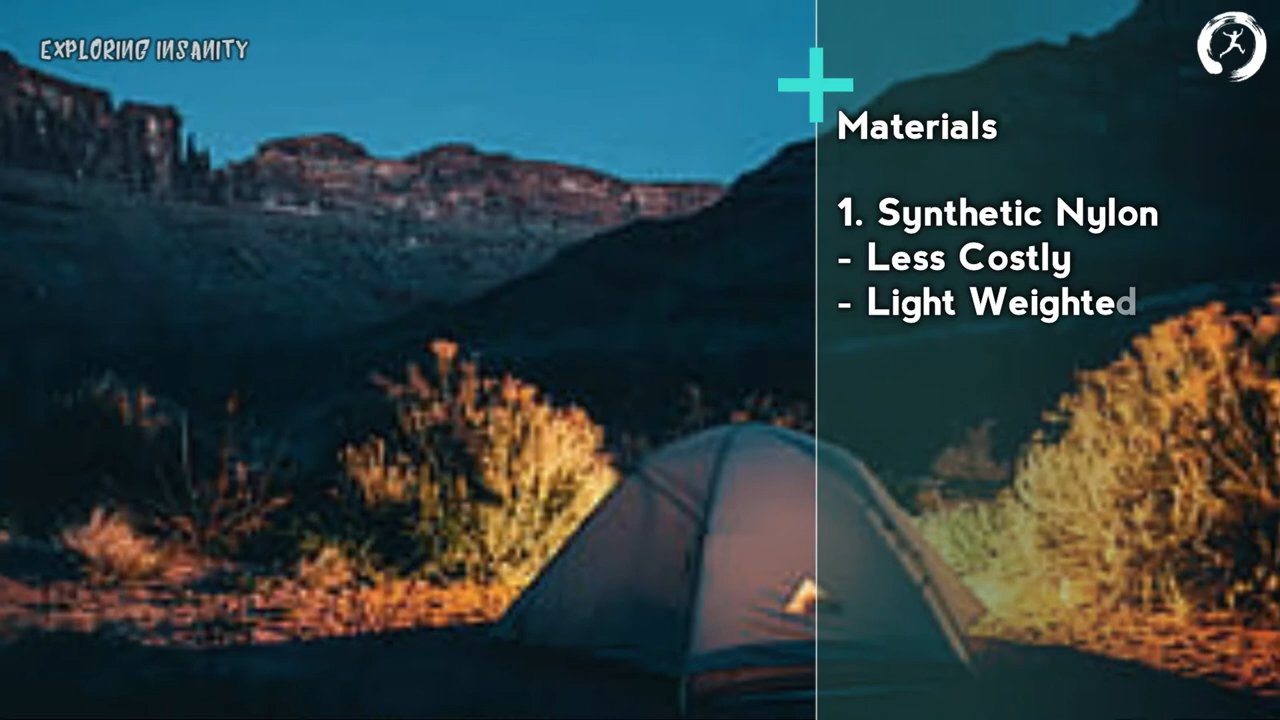 EXPLORING INSANITY
Materials
1. Synthetic Nylon
- Less Costly
- Light Weighted